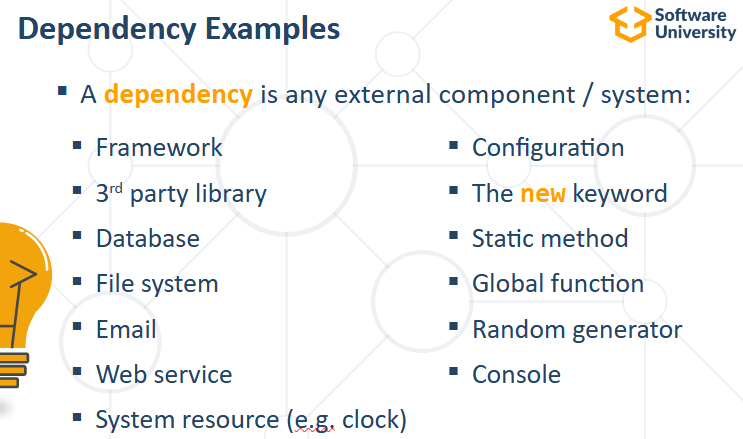 Dependency Examples
Software
University
▪ A dependency is any external component / system:
▪ Framework
▪ 3rd party library
▪ Database
▪ File system
▪ Email
▪ Web service
▪ System resource (e.g. clock)
▪ Configuration
▪ The new keyword
▪ Static method
▪ Global function
▪ Random generator
▪ Console